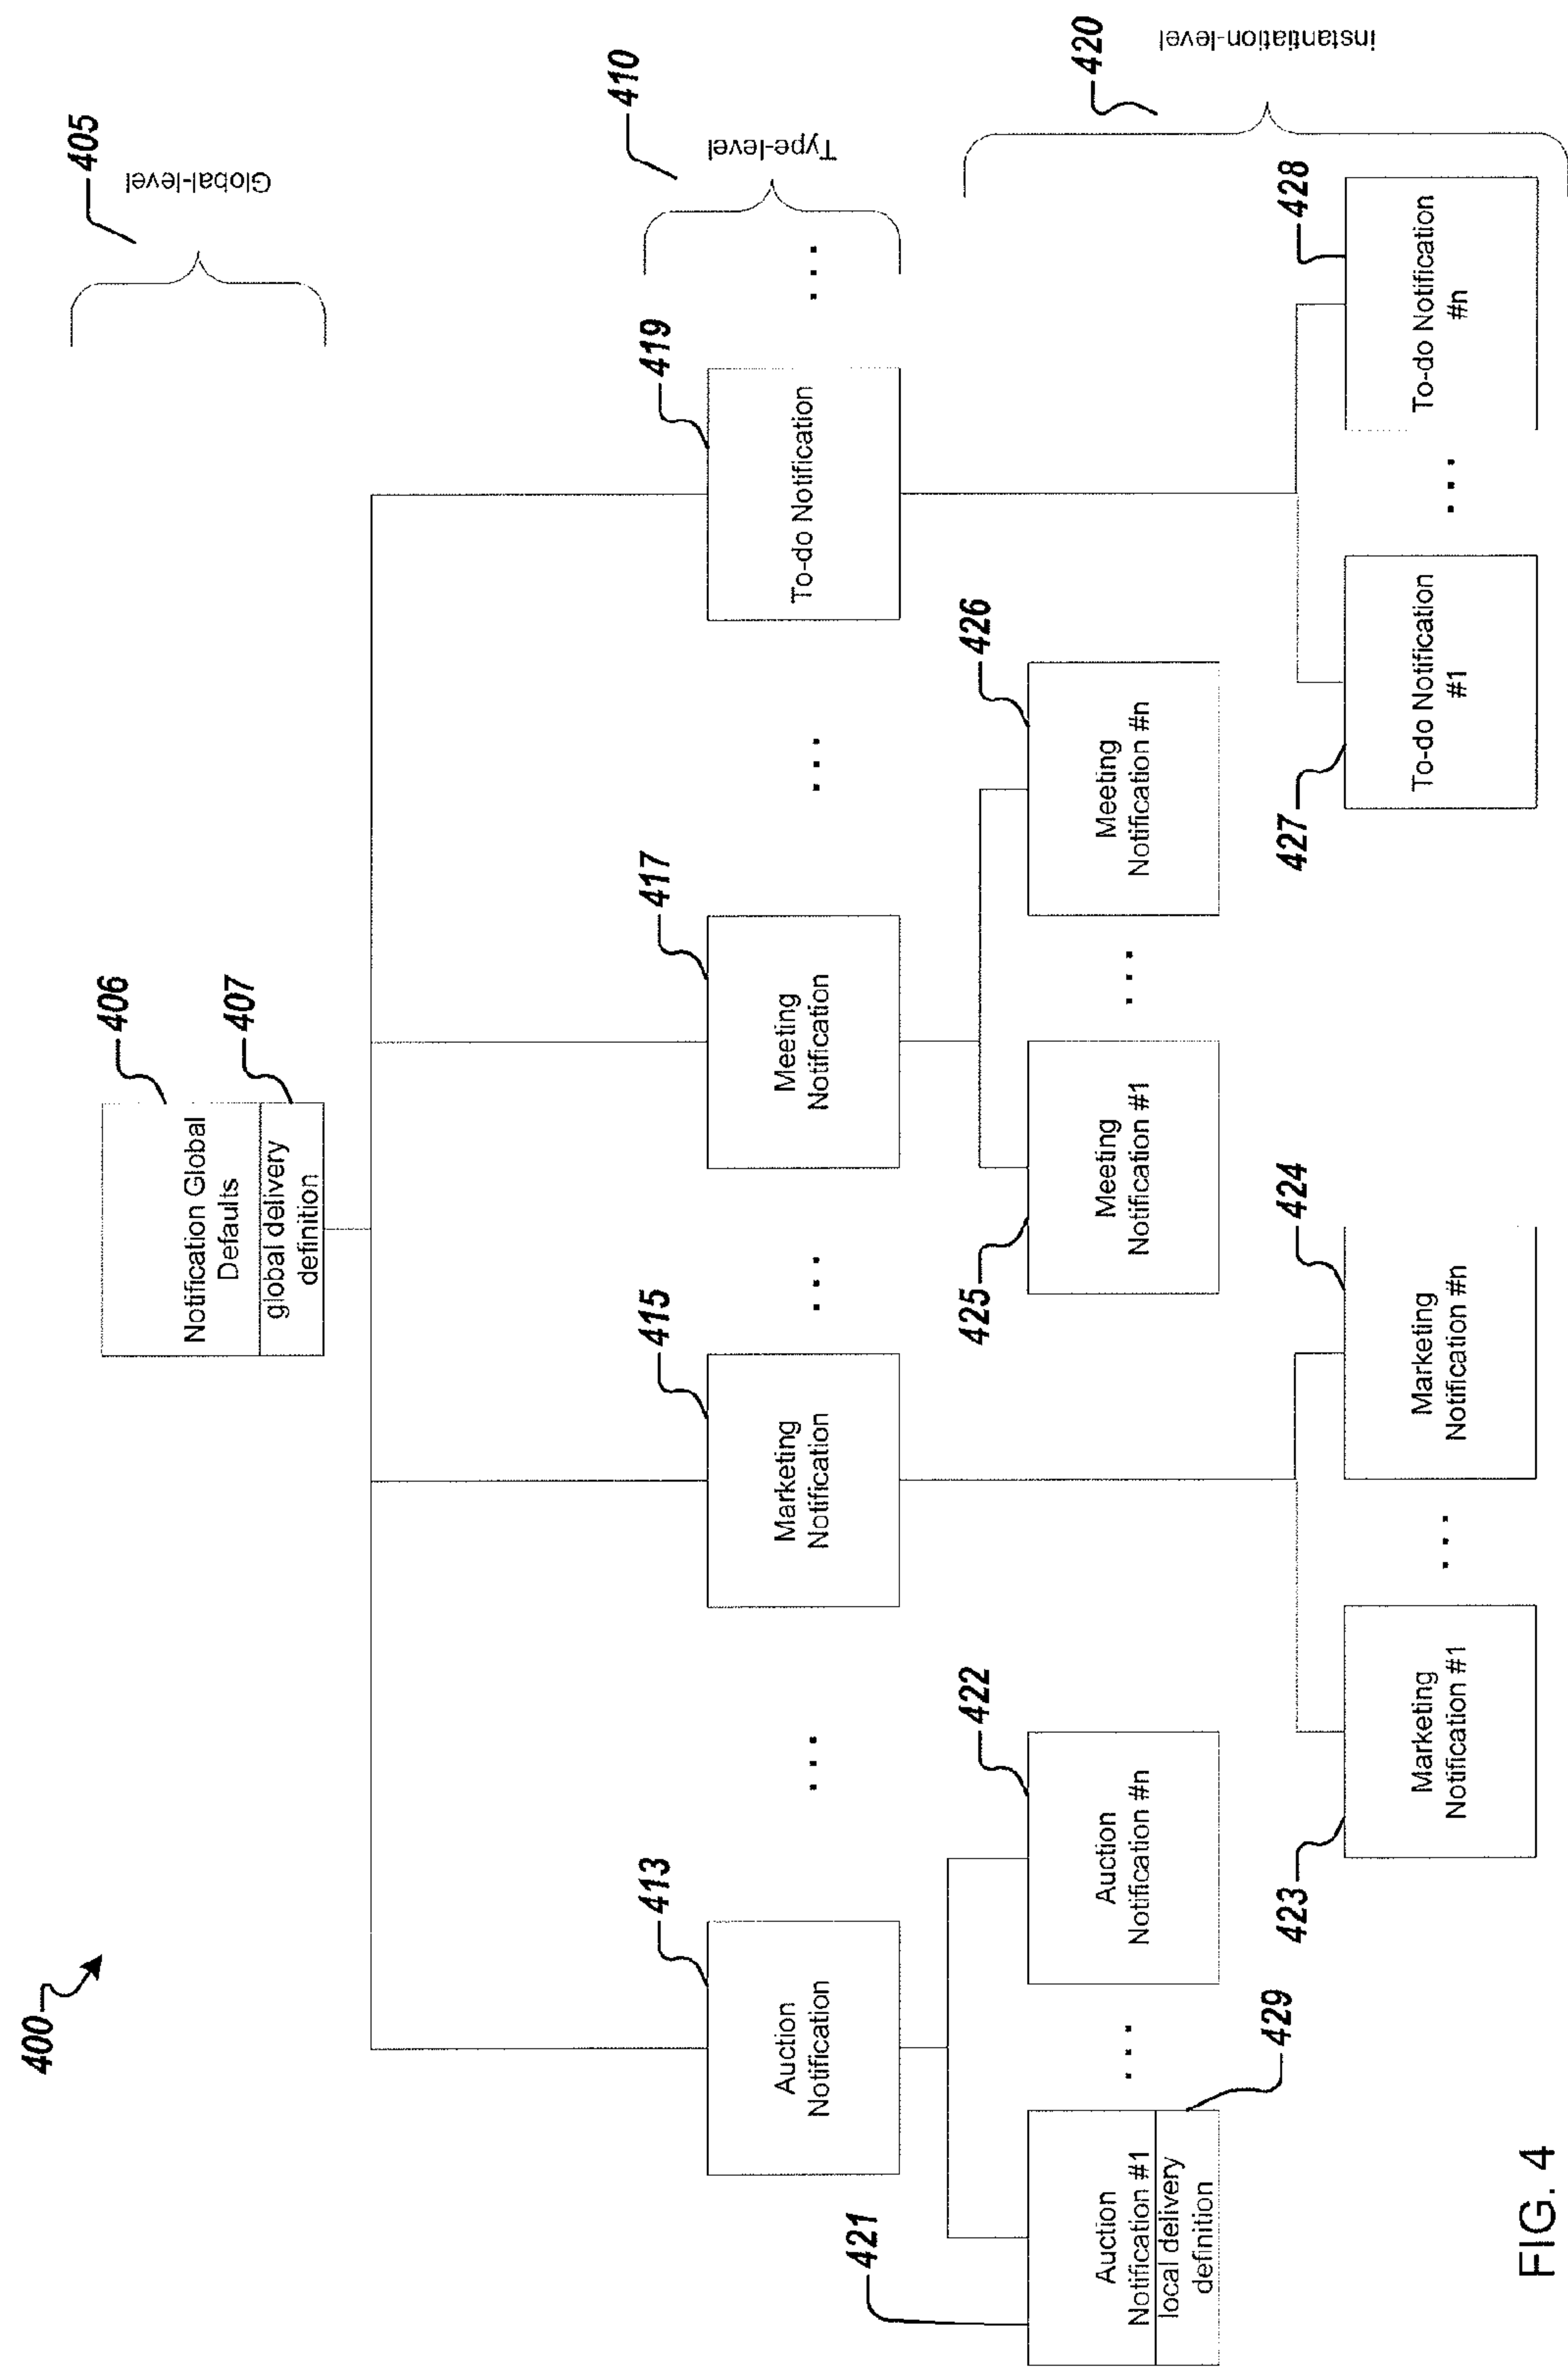 400
405
Global-level
406
Notification Global
Defaults
407
global delivery
definition
410
Type-level
413
Auction
Notification
...
415
Marketing
Notification
...
417
Meeting
Notification
...
419
To-do Notification
...
420
instantiation-level
421
Auction
Notification #1
local delivery
definition
429
...
422
Auction
Notification #n
425
Meeting
Notification #1
...
426
Meeting
Notification #n
423
Marketing
Notification #1
...
424
Marketing
Notification #n
427
To-do Notification
#1
...
428
To-do Notification
#n
FIG. 4